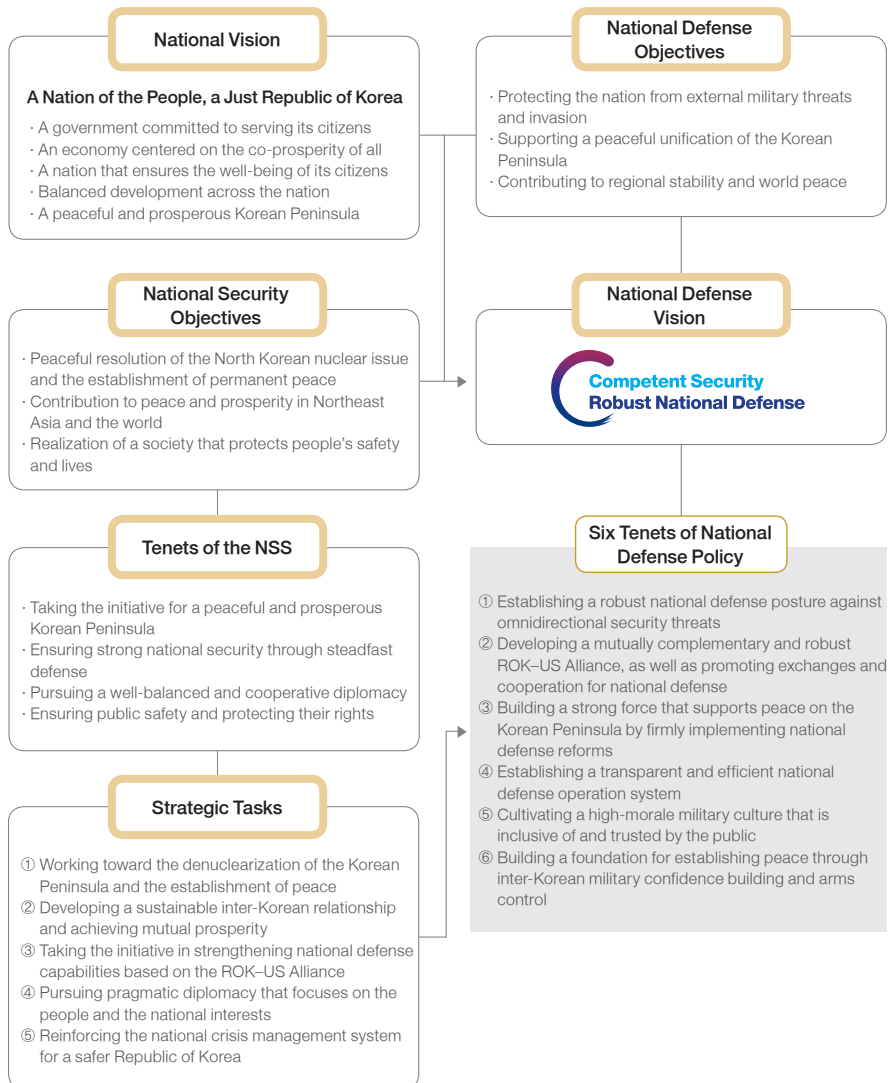 National Vision
A Nation of the People, a Just Republic of Korea
· A government committed to serving its citizens
· An economy centered on the co-prosperity of all
· A nation that ensures the well-being of its citizens
· Balanced development across the nation
· A peaceful and prosperous Korean Peninsula
National Defense
Objectives
· Protecting the nation from external military threats
and invasion
· Supporting a peaceful unification of the Korean
Peninsula
· Contributing to regional stability and world peace
National Security
Objectives
· Peaceful resolution of the North Korean nuclear issue
and the establishment of permanent peace
· Contribution to peace and prosperity in Northeast
Asia and the world
· Realization of a society that protects people’s safety
and lives
National Defense
Vision
Competent Security
Robust National Defense
Tenets of the NSS
· Taking the initiative for a peaceful and prosperous
Korean Peninsula
· Ensuring strong national security through steadfast
defense
· Pursuing a well-balanced and cooperative diplomacy
· Ensuring public safety and protecting their rights
Six Tenets of National
Defense Policy
① Establishing a robust national defense posture against
omnidirectional security threats
② Developing a mutually complementary and robust
ROK–US Alliance, as well as promoting exchanges and
cooperation for national defense
③ Building a strong force that supports peace on the
Korean Peninsula by firmly implementing national
defense reforms
④ Establishing a transparent and efficient national
defense operation system
⑤ Cultivating a high-morale military culture that is
inclusive of and trusted by the public
⑥ Building a foundation for establishing peace through
inter-Korean military confidence building and arms
control
Strategic Tasks
① Working toward the denuclearization of the Korean
Peninsula and the establishment of peace
② Developing a sustainable inter-Korean relationship
and achieving mutual prosperity
③ Taking the initiative in strengthening national defense
capabilities based on the ROK–US Alliance
④ Pursuing pragmatic diplomacy that focuses on the
people and the national interests
⑤ Reinforcing the national crisis management system
for a safer Republic of Korea